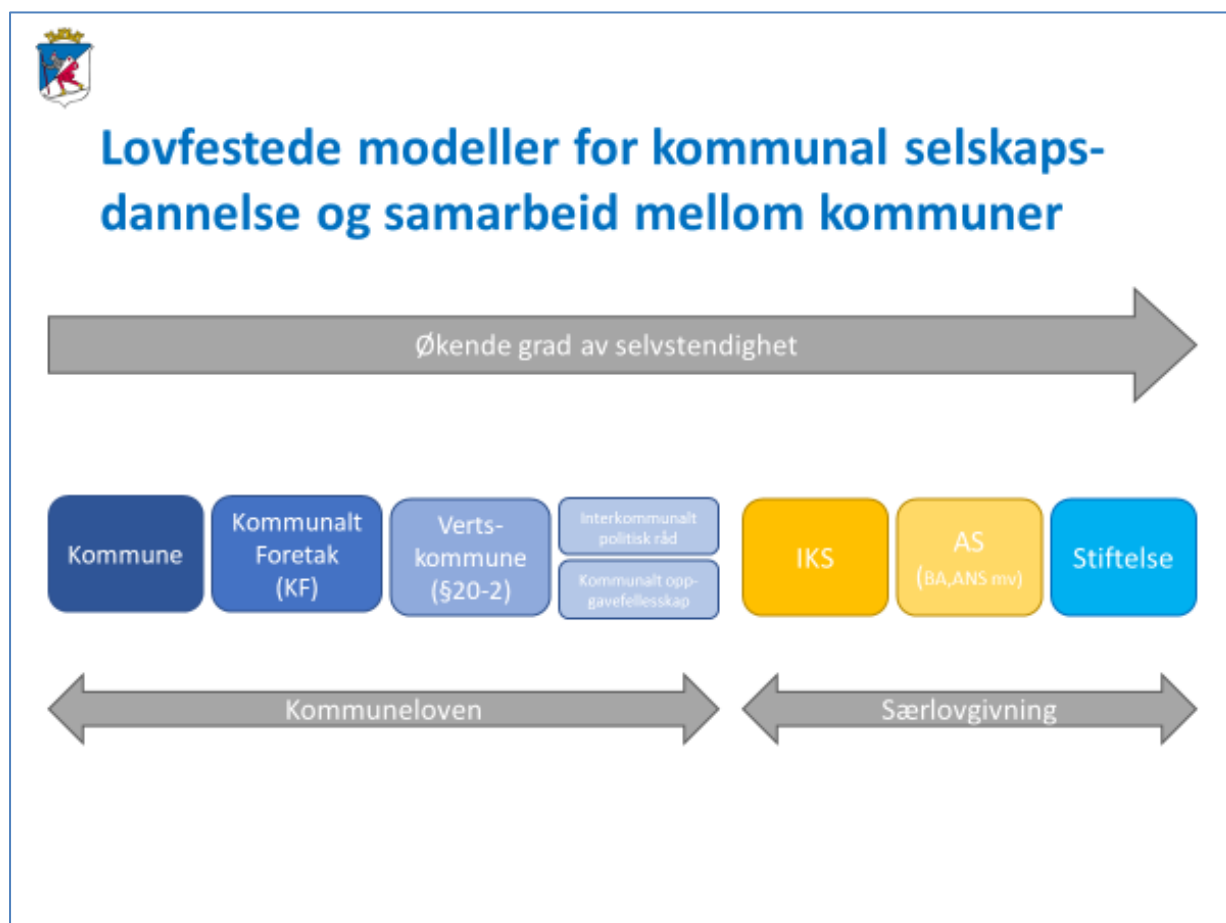 Lovfestede modeller for kommunal selskaps-
dannelse og samarbeid mellom kommuner
Økende grad av selvstendighet
Kommune
Kommunalt
Foretak
(KF)
Verts-
kommune
(§20-2)
Interkommunalt
politisk råd
Kommunalt opp-
gavefellesskap
IKS
AS
(BA,ANS mv)
Stiftelse
Kommuneloven
Særlovgivning